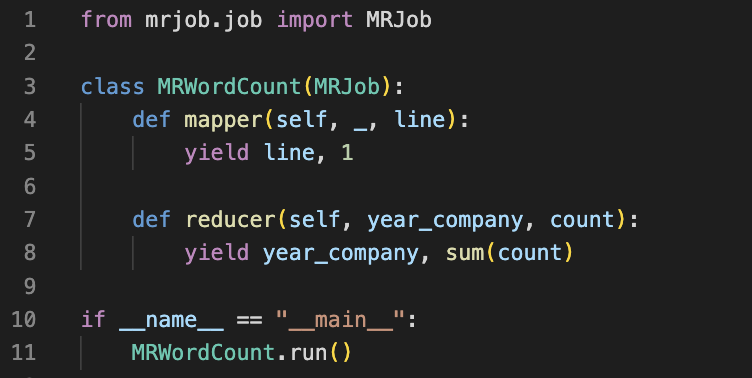 1 from mrjob.job import MRJob
2
3 class MRWordCount(MRJob):
4     def mapper(self, _, line):
5         yield line, 1
6
7     def reducer(self, year_company, count):
8         yield year_company, sum(count)
9
10 if __name__ == "__main__":
11     MRWordCount.run()